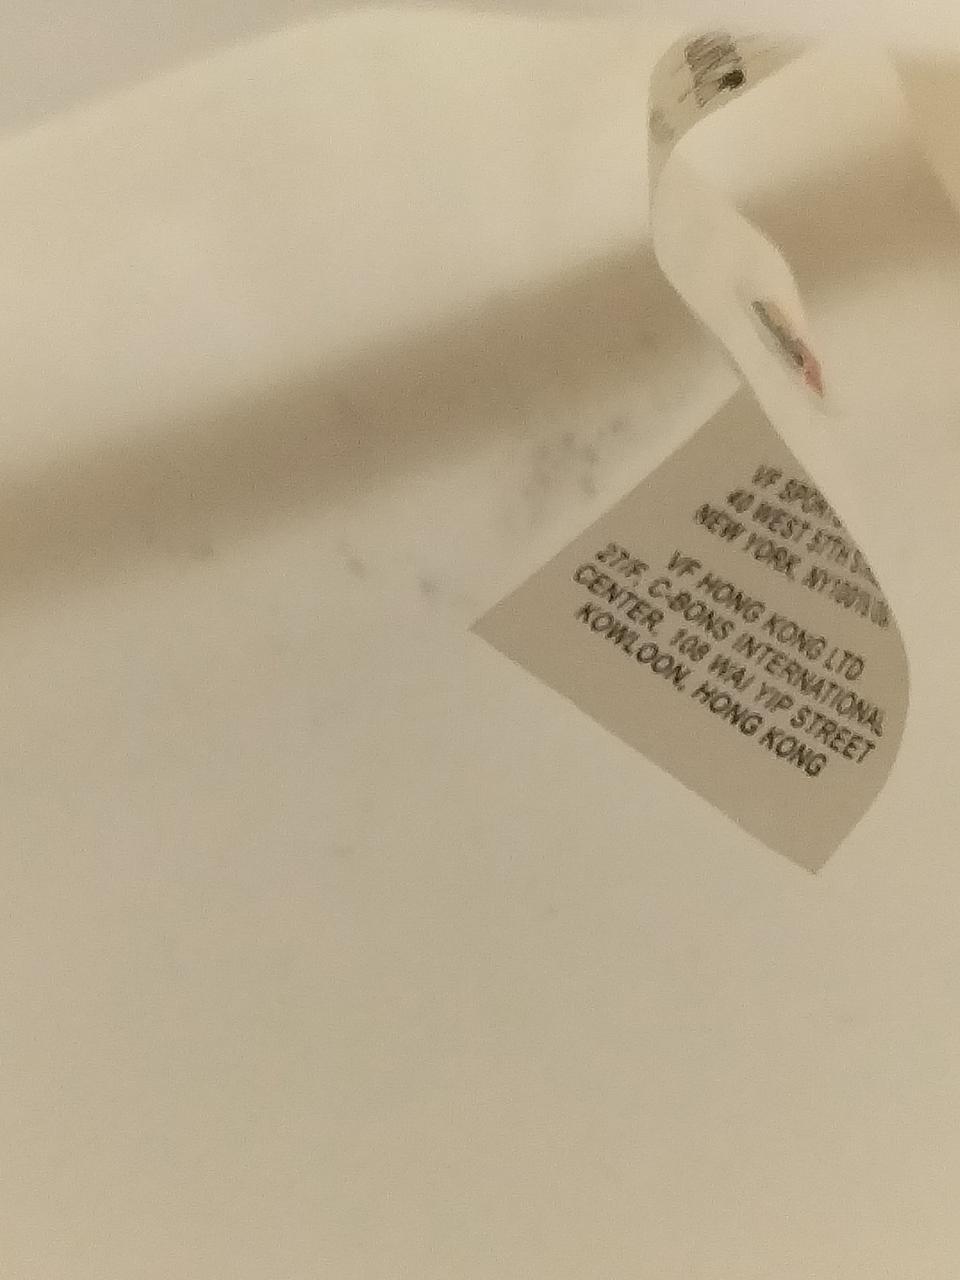 VF
40 WEST 57TH
NEW YORK, NY
VF HONG KONG LTD
27/F, C-BONS INTERNATIONAL
CENTER, 108 WAI YIP STREET
KOWLOON, HONG KONG